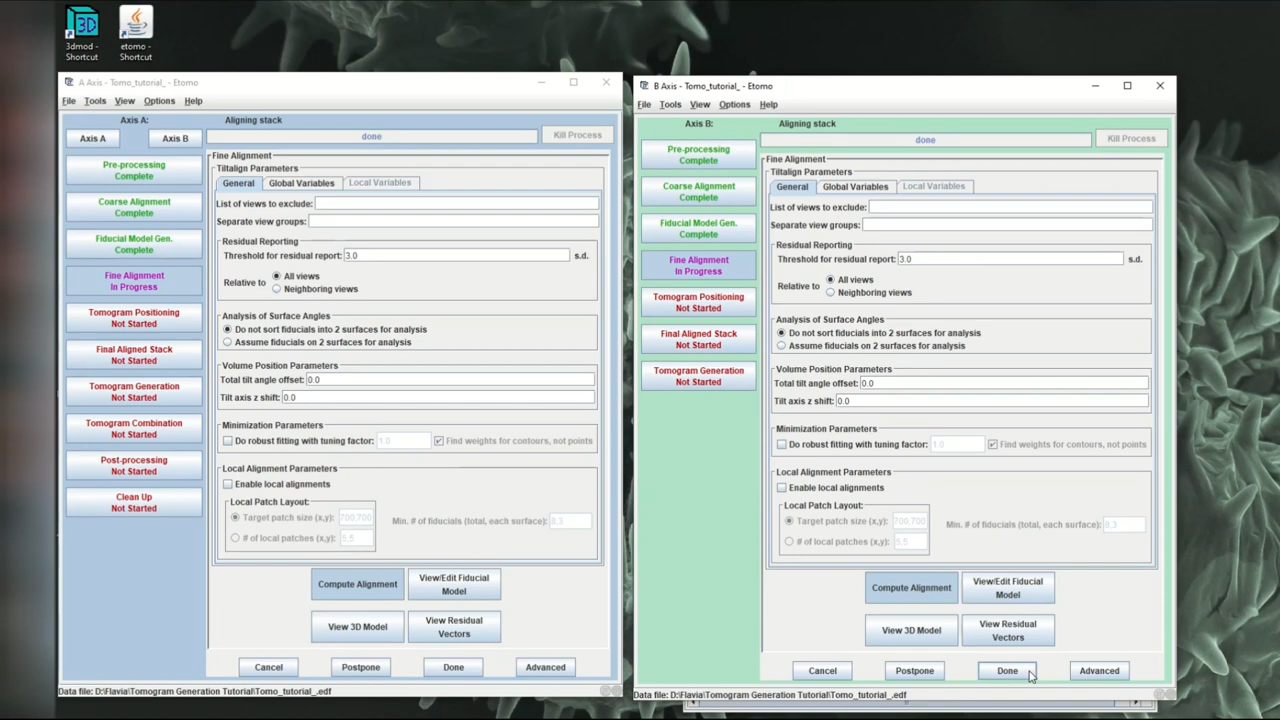 3dmod -
Shortcut
etomo -
Shortcut
A Axis - Tomo_tutorial_ - Etomo
File Tools View Options Help
Axis A:
Aligning stack
Axis A
Axis B
done
Kill Process
Pre-processing
Complete
Coarse Alignment
Complete
Fiducial Model Gen.
Complete
Fine Alignment
In Progress
Tomogram Positioning
Not Started
Final Aligned Stack
Not Started
Tomogram Generation
Not Started
Tomogram Combination
Not Started
Post-processing
Not Started
Clean Up
Not Started
Fine Alignment
Tiltalign Parameters
General Global Variables Local Variables
List of views to exclude:
Separate view groups:
Residual Reporting
Threshold for residual report: 3.0 s.d.
Relative to
All views
Neighboring views
Analysis of Surface Angles
Do not sort fiducials into 2 surfaces for analysis
Assume fiducials on 2 surfaces for analysis
Volume Position Parameters
Total tilt angle offset: 0.0
Tilt axis z shift: 0.0
Minimization Parameters
Do robust fitting with tuning factor: 1.0 Find weights for contours, not points
Local Alignment Parameters
Enable local alignments
Local Patch Layout:
Target patch size (x,y): 700,700
Min. # of fiducials (total, each surface): 8,3
# of local patches (x,y): 5,5
Compute Alignment
View/Edit Fiducial
Model
View 3D Model
View Residual
Vectors
Cancel Postpone Done Advanced
Data file: D:\Flavia\Tomogram Generation Tutorial\Tomo_tutorial_.edf
B Axis - Tomo_tutorial_ - Etomo
File Tools View Options Help
Axis B:
Aligning stack
done
Kill Process
Pre-processing
Complete
Coarse Alignment
Complete
Fiducial Model Gen.
Complete
Fine Alignment
In Progress
Tomogram Positioning
Not Started
Final Aligned Stack
Not Started
Tomogram Generation
Not Started
Fine Alignment
Tiltalign Parameters
General Global Variables Local Variables
List of views to exclude:
Separate view groups:
Residual Reporting
Threshold for residual report: 3.0 s.d.
Relative to
All views
Neighboring views
Analysis of Surface Angles
Do not sort fiducials into 2 surfaces for analysis
Assume fiducials on 2 surfaces for analysis
Volume Position Parameters
Total tilt angle offset: 0.0
Tilt axis z shift: 0.0
Minimization Parameters
Do robust fitting with tuning factor: 1.0 Find weights for contours, not points
Local Alignment Parameters
Enable local alignments
Local Patch Layout:
Target patch size (x,y): 700,700
Min. # of fiducials (total, each surface): 8,3
# of local patches (x,y): 5,5
Compute Alignment
View/Edit Fiducial
Model
View 3D Model
View Residual
Vectors
Cancel Postpone Done Advanced
Data file: D:\Flavia\Tomogram Generation Tutorial\Tomo_tutorial_.edf